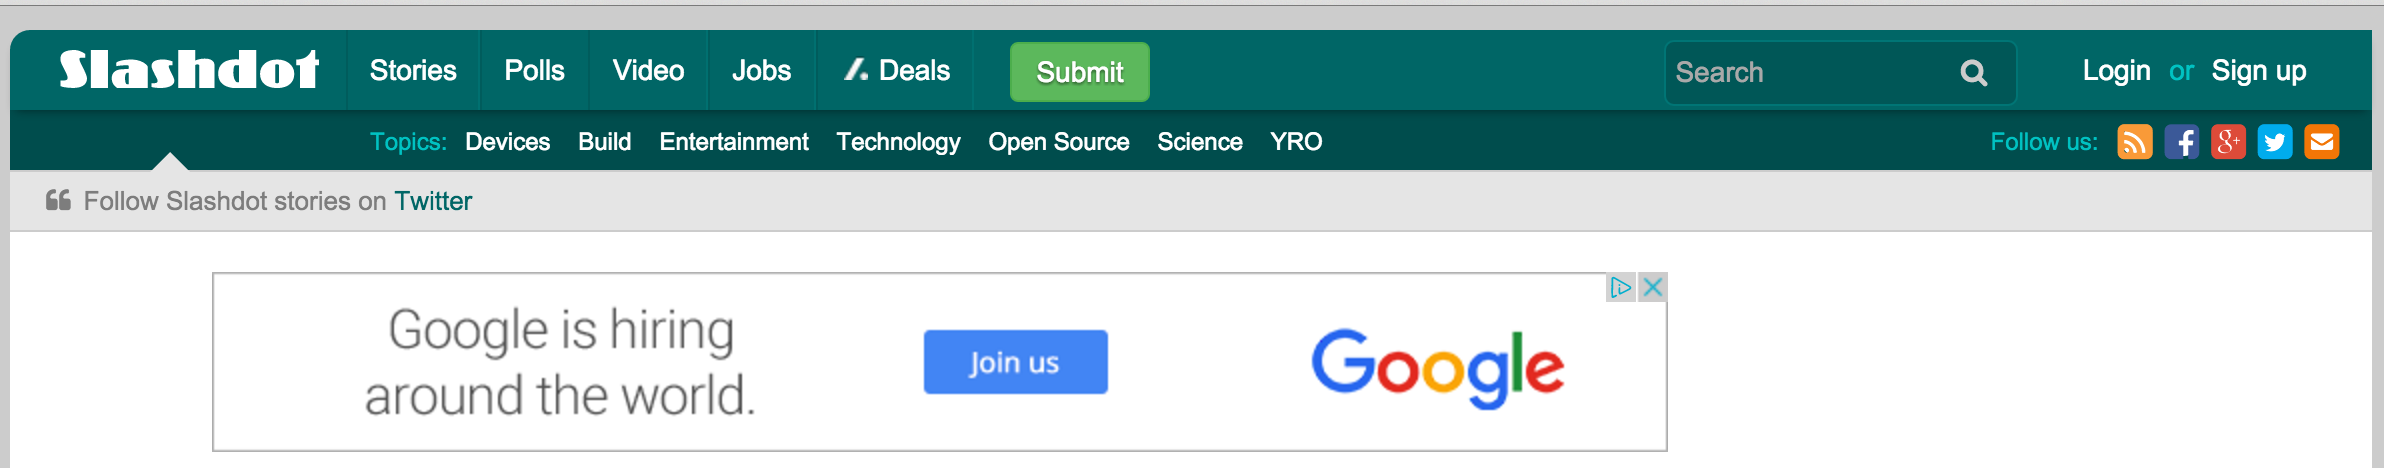 Slashdot Stories Polls Video Jobs Deals Submit Search Login or Sign up
Topics: Devices Build Entertainment Technology Open Source Science YRO Follow us:
Follow Slashdot stories on Twitter
Google is hiring
around the world.
Join us
Google